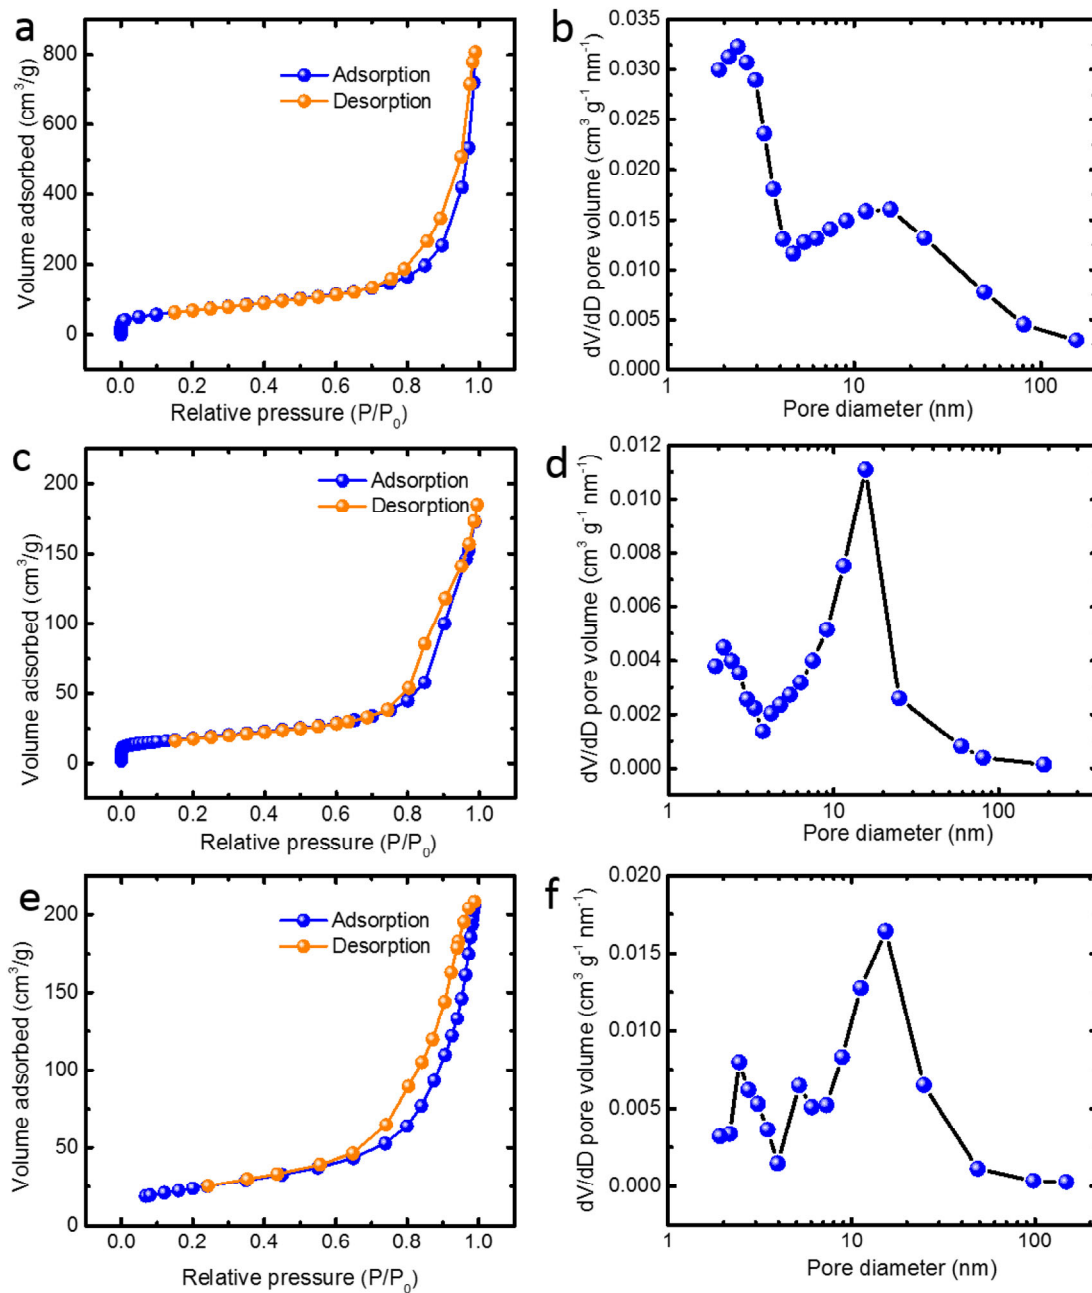 a
800
600
400
200
0
Volume adsorbed (cm³/g)
Adsorption
Desorption
0.0 0.2 0.4 0.6 0.8 1.0
Relative pressure (P/P₀)
b
0.035
0.030
0.025
0.020
0.015
0.010
0.005
0.000
dV/dD pore volume (cm³ g⁻¹ nm⁻¹)
1 10 100
Pore diameter (nm)
c
200
150
100
50
0
Volume adsorbed (cm³/g)
Adsorption
Desorption
0.0 0.2 0.4 0.6 0.8 1.0
Relative pressure (P/P₀)
d
0.012
0.010
0.008
0.006
0.004
0.002
0.000
dV/dD pore volume (cm³ g⁻¹ nm⁻¹)
1 10 100
Pore diameter (nm)
e
200
150
100
50
0
Volume adsorbed (cm³/g)
Adsorption
Desorption
0.0 0.2 0.4 0.6 0.8 1.0
Relative pressure (P/P₀)
f
0.020
0.015
0.010
0.005
0.000
dV/dD pore volume (cm³ g⁻¹ nm⁻¹)
1 10 100
Pore diameter (nm)